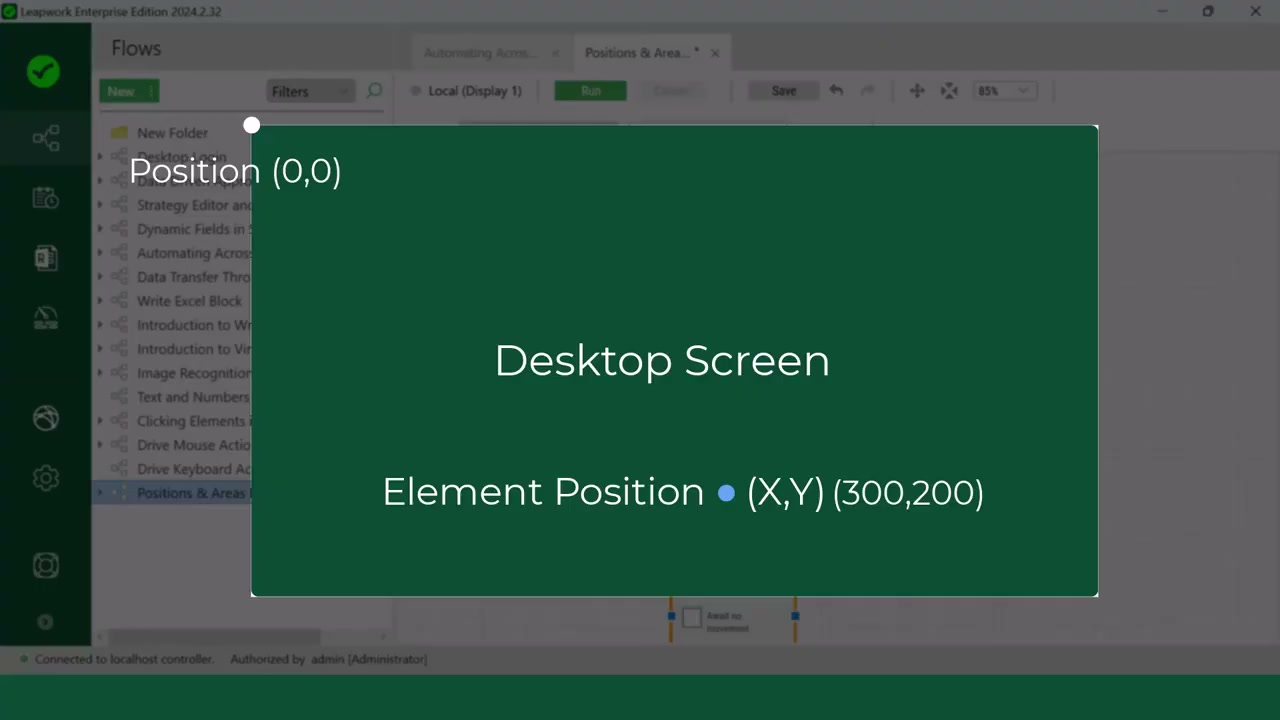 Leapwork Enterprise Edition 2024.2.32
Flows
Automating Acros...
Positions & Area... *
New
Filters
Local (Display 1)
Run
Save
85%
New Folder
Desktop Login
Position (0,0)
Strategy Editor and
Dynamic Fields in S
Automating Across
Data Transfer Thro
Write Excel Block
Introduction to Wr
Introduction to Vir
Desktop Screen
Image Recognition
Text and Numbers
Clicking Elements i
Drive Mouse Actio
Drive Keyboard Ac
Positions & Areas
Element Position (X,Y) (300,200)
Await no
movement
Connected to localhost controller. Authorized by admin [Administrator]